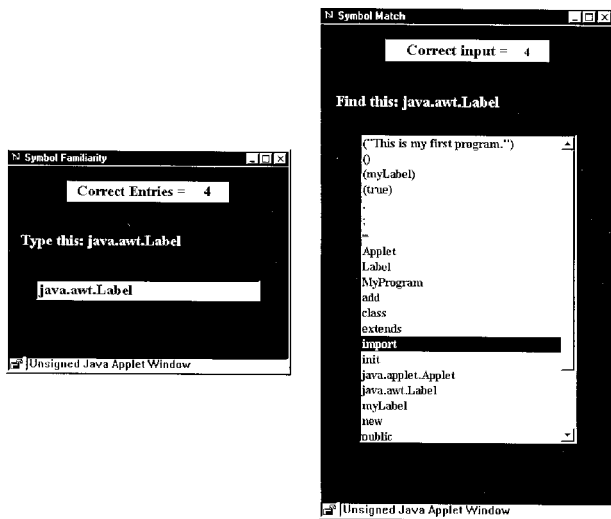 Symbol Familiarity
Correct Entries = 4
Type this: java.awt.Label
java.awt.Label
Unsigned Java Applet Window
Symbol Match
Correct input = 4
Find this: java.awt.Label
("This is my first program.")
()
(myLabel)
(true)
.
;
=
Applet
Label
MyProgram
add
class
extends
import
init
java.applet.Applet
java.awt.Label
myLabel
new
public
Unsigned Java Applet Window